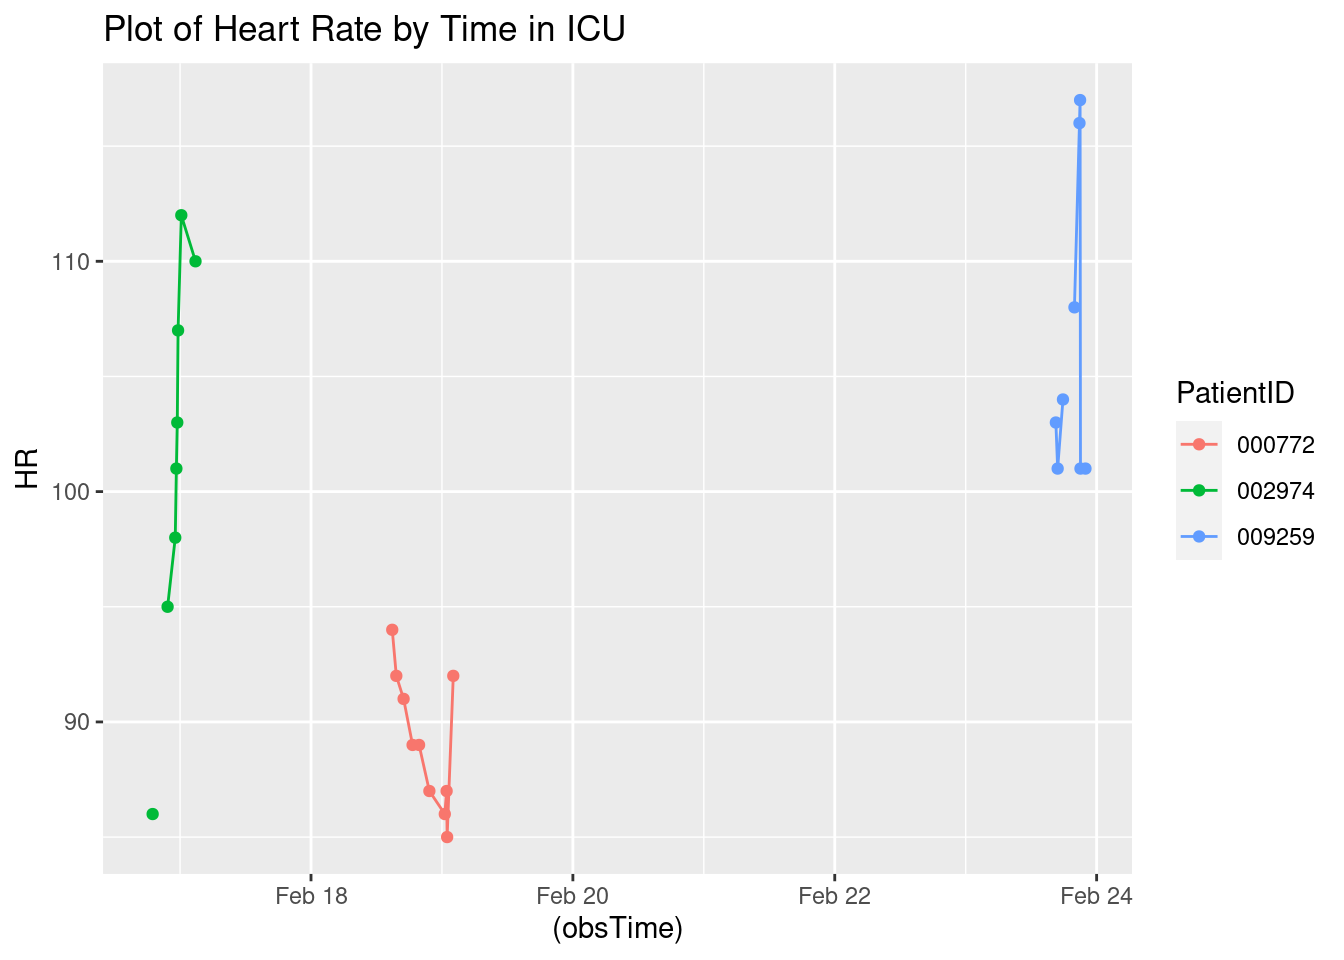 Plot of Heart Rate by Time in ICU
HR
110
100
90
Feb 18
Feb 20
Feb 22
Feb 24
(obsTime)
PatientID
000772
002974
009259